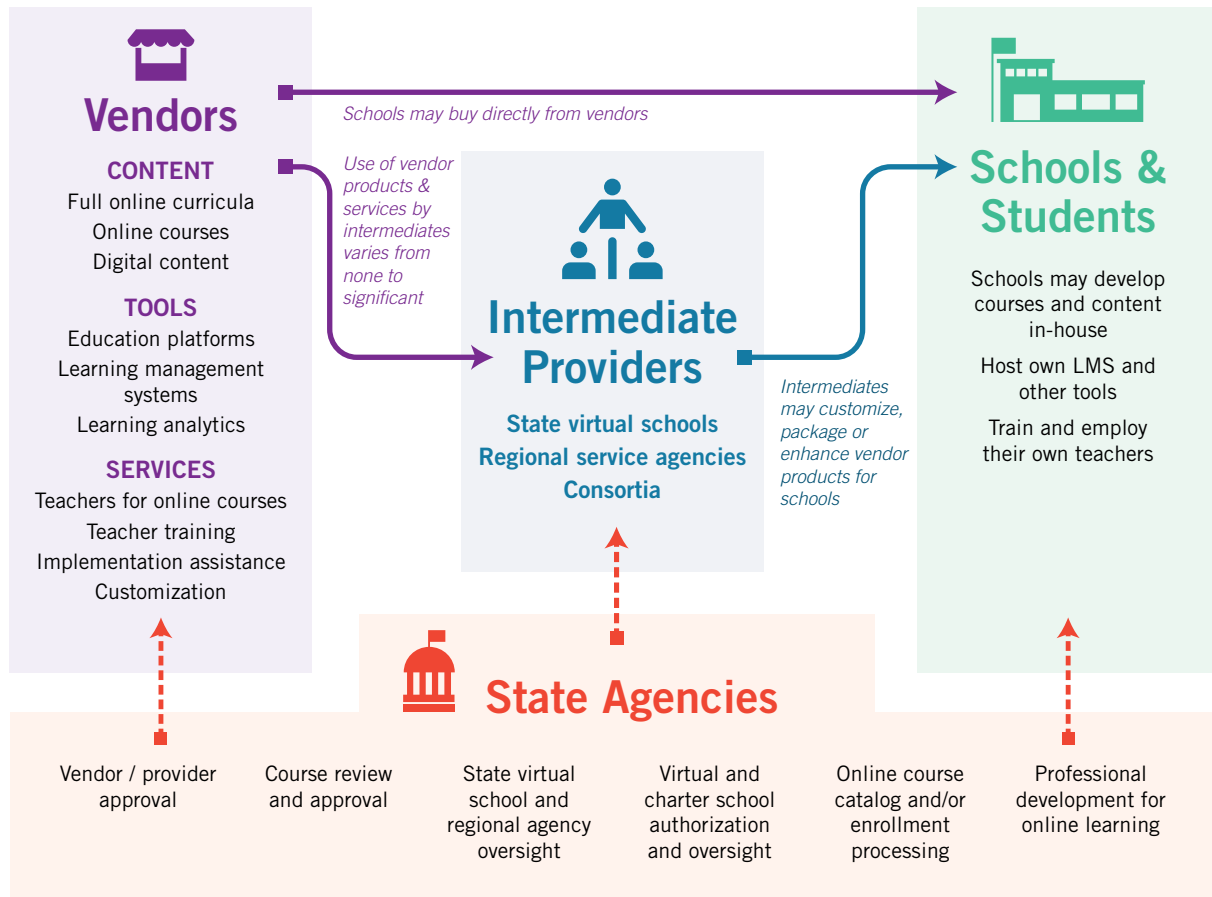 Vendors
CONTENT
Full online curricula
Online courses
Digital content
TOOLS
Education platforms
Learning management
systems
Learning analytics
SERVICES
Teachers for online courses
Teacher training
Implementation assistance
Customization
Schools may buy directly from vendors
Use of vendor
products &
services by
intermediates
varies from
none to
significant
Intermediate
Providers
State virtual schools
Regional service agencies
Consortia
Intermediates
may customize,
package or
enhance vendor
products for
schools
Schools &
Students
Schools may develop
courses and content
in-house
Host own LMS and
other tools
Train and employ
their own teachers
State Agencies
Vendor / provider
approval
Course review
and approval
State virtual
school and
regional agency
oversight
Virtual and
charter school
authorization
and oversight
Online course
catalog and/or
enrollment
processing
Professional
development for
online learning